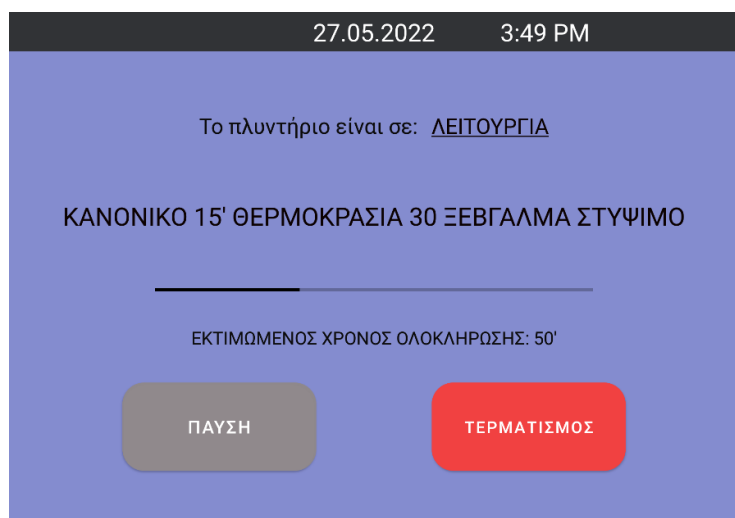 27.05.2022 3:49 PM
Το πλυντήριο είναι σε: ΛΕΙΤΟΥΡΓΙΑ
ΚΑΝΟΝΙΚΟ 15' ΘΕΡΜΟΚΡΑΣΙΑ 30 ΞΕΒΓΑΛΜΑ ΣΤΥΨΙΜΟ
ΕΚΤΙΜΩΜΕΝΟΣ ΧΡΟΝΟΣ ΟΛΟΚΛΗΡΩΣΗΣ: 50'
ΠΑΥΣΗ ΤΕΡΜΑΤΙΣΜΟΣ